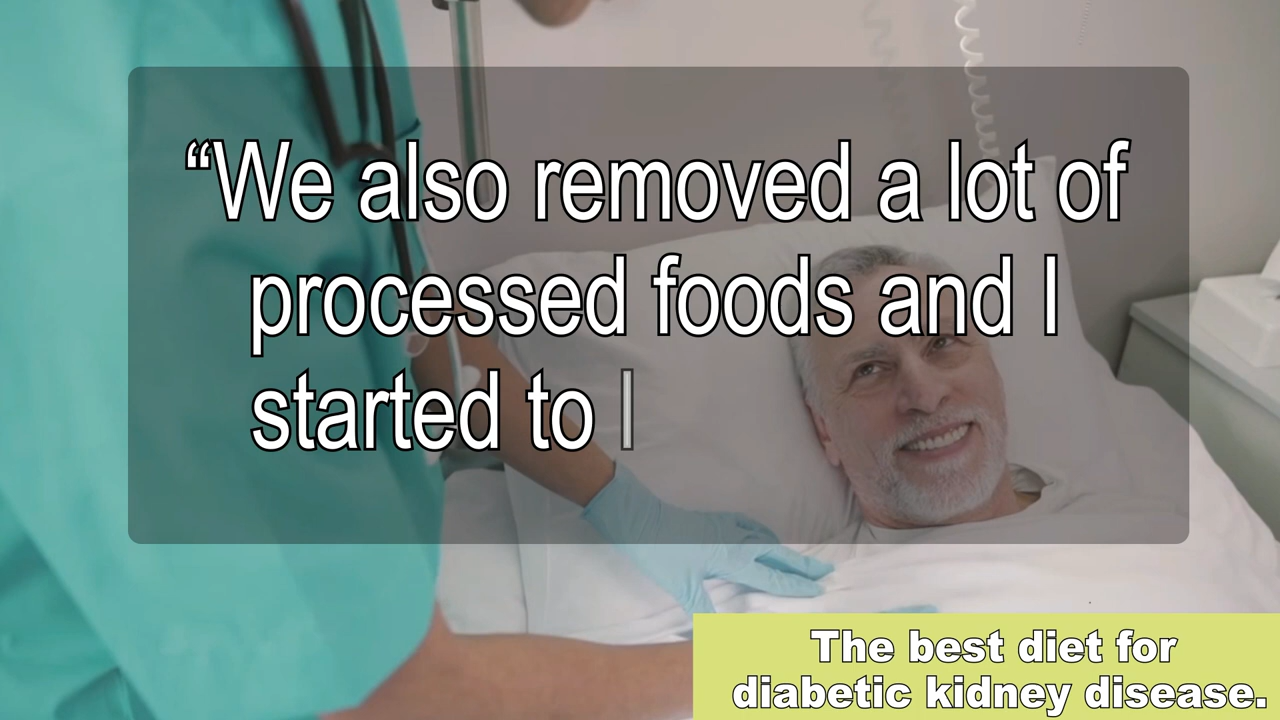 “We also removed a lot of
processed foods and I
started to l
The best diet for
diabetic kidney disease.